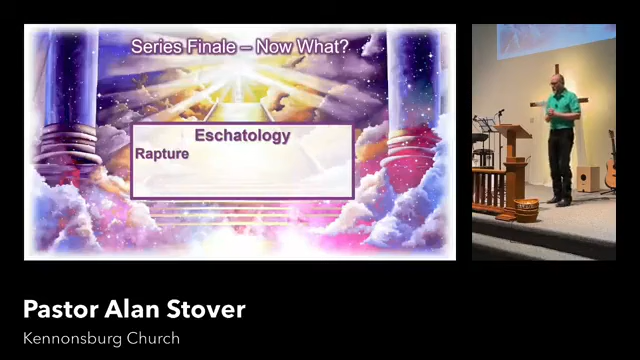 Series Finale – Now What?
Eschatology
Rapture
Pastor Alan Stover
Kennonsburg Church